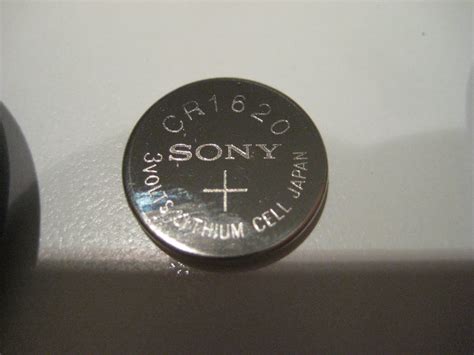 CR1620
SONY
+
3VOLTS LITHIUM CELL JAPAN